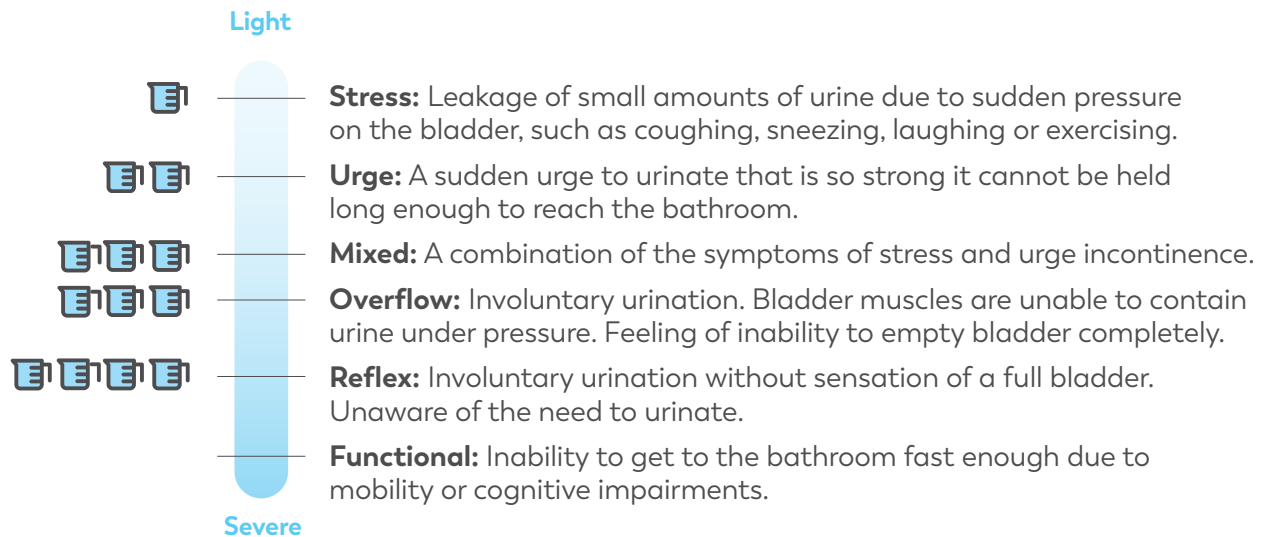 Light
Stress: Leakage of small amounts of urine due to sudden pressure
on the bladder, such as coughing, sneezing, laughing or exercising.
Urge: A sudden urge to urinate that is so strong it cannot be held
long enough to reach the bathroom.
Mixed: A combination of the symptoms of stress and urge incontinence.
Overflow: Involuntary urination. Bladder muscles are unable to contain
urine under pressure. Feeling of inability to empty bladder completely.
Reflex: Involuntary urination without sensation of a full bladder.
Unaware of the need to urinate.
Functional: Inability to get to the bathroom fast enough due to
mobility or cognitive impairments.
Severe